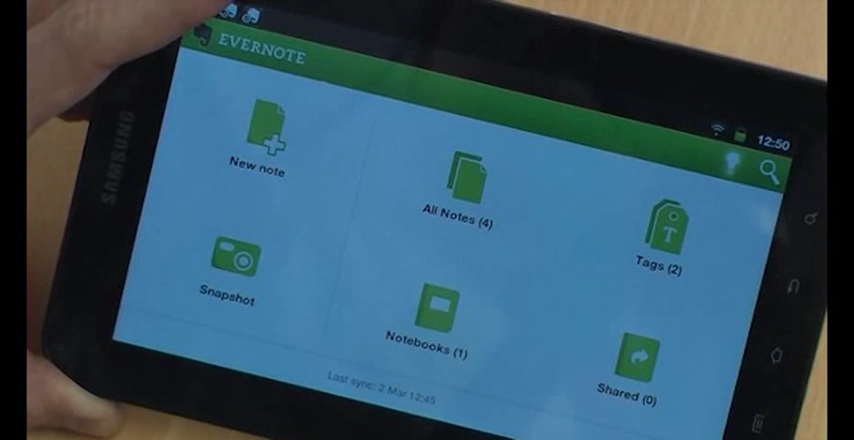 SAMSUNG
EVERNOTE
12:50
New note
All Notes (4)
Tags (2)
Snapshot
Notebooks (1)
Shared (0)
Last sync: 2 Mar 12:45